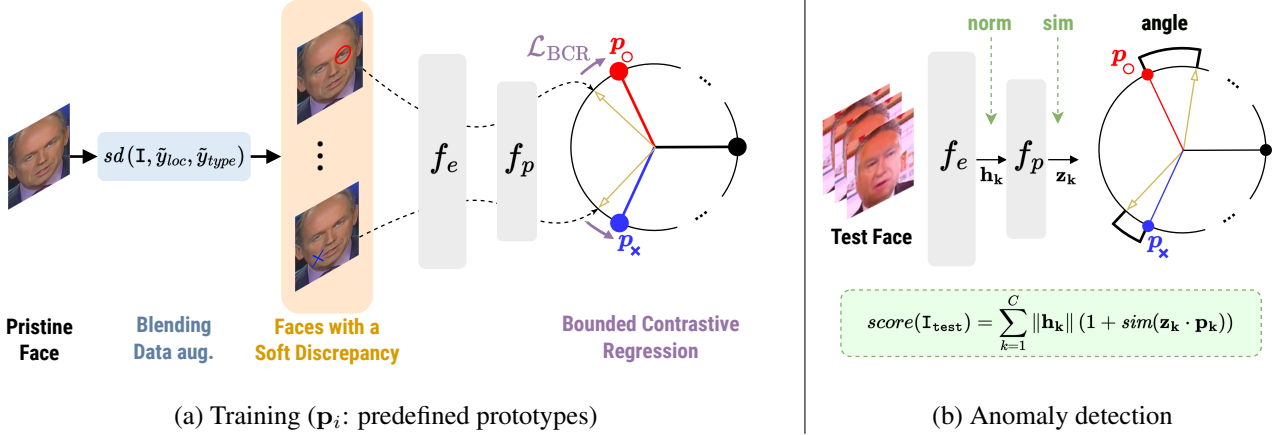 sd(I, ỹ_loc, ỹ_type)
f_e
f_p
ℒ_BCR
p_○
p_×
...
...
Pristine
Face
Blending
Data aug.
Faces with a
Soft Discrepancy
Bounded Contrastive
Regression
(a) Training (p_i: predefined prototypes)
norm
sim
angle
f_e
h_k
f_p
z_k
p_○
p_×
...
...
Test Face
score(I_test) = ∑_{k=1}^{C} ‖h_k‖ (1 + sim(z_k · p_k))
(b) Anomaly detection